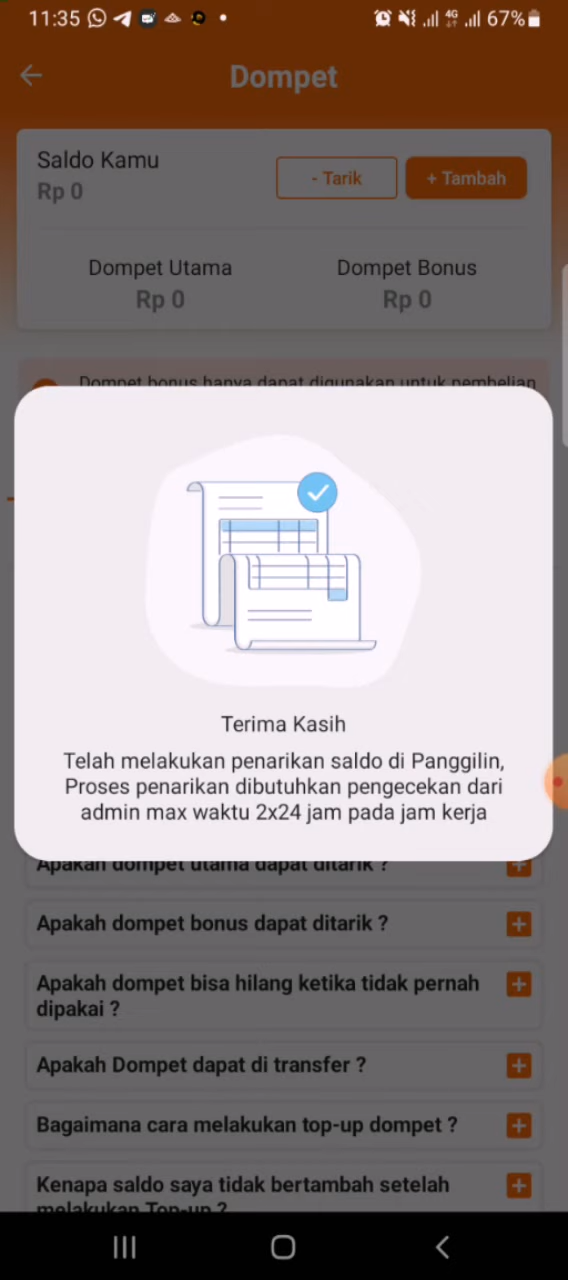 11:35
4G
67%
Dompet
Saldo Kamu
Rp 0
- Tarik
+ Tambah
Dompet Utama
Dompet Bonus
Rp 0
Rp 0
Dompet bonus hanya dapat digunakan untuk pembelian
Terima Kasih
Telah melakukan penarikan saldo di Panggilin,
Proses penarikan dibutuhkan pengecekan dari
admin max waktu 2x24 jam pada jam kerja
Apakah dompet utama dapat ditarik ?
Apakah dompet bonus dapat ditarik ?
Apakah dompet bisa hilang ketika tidak pernah
dipakai ?
Apakah Dompet dapat di transfer ?
Bagaimana cara melakukan top-up dompet ?
Kenapa saldo saya tidak bertambah setelah
melakukan Top-up ?